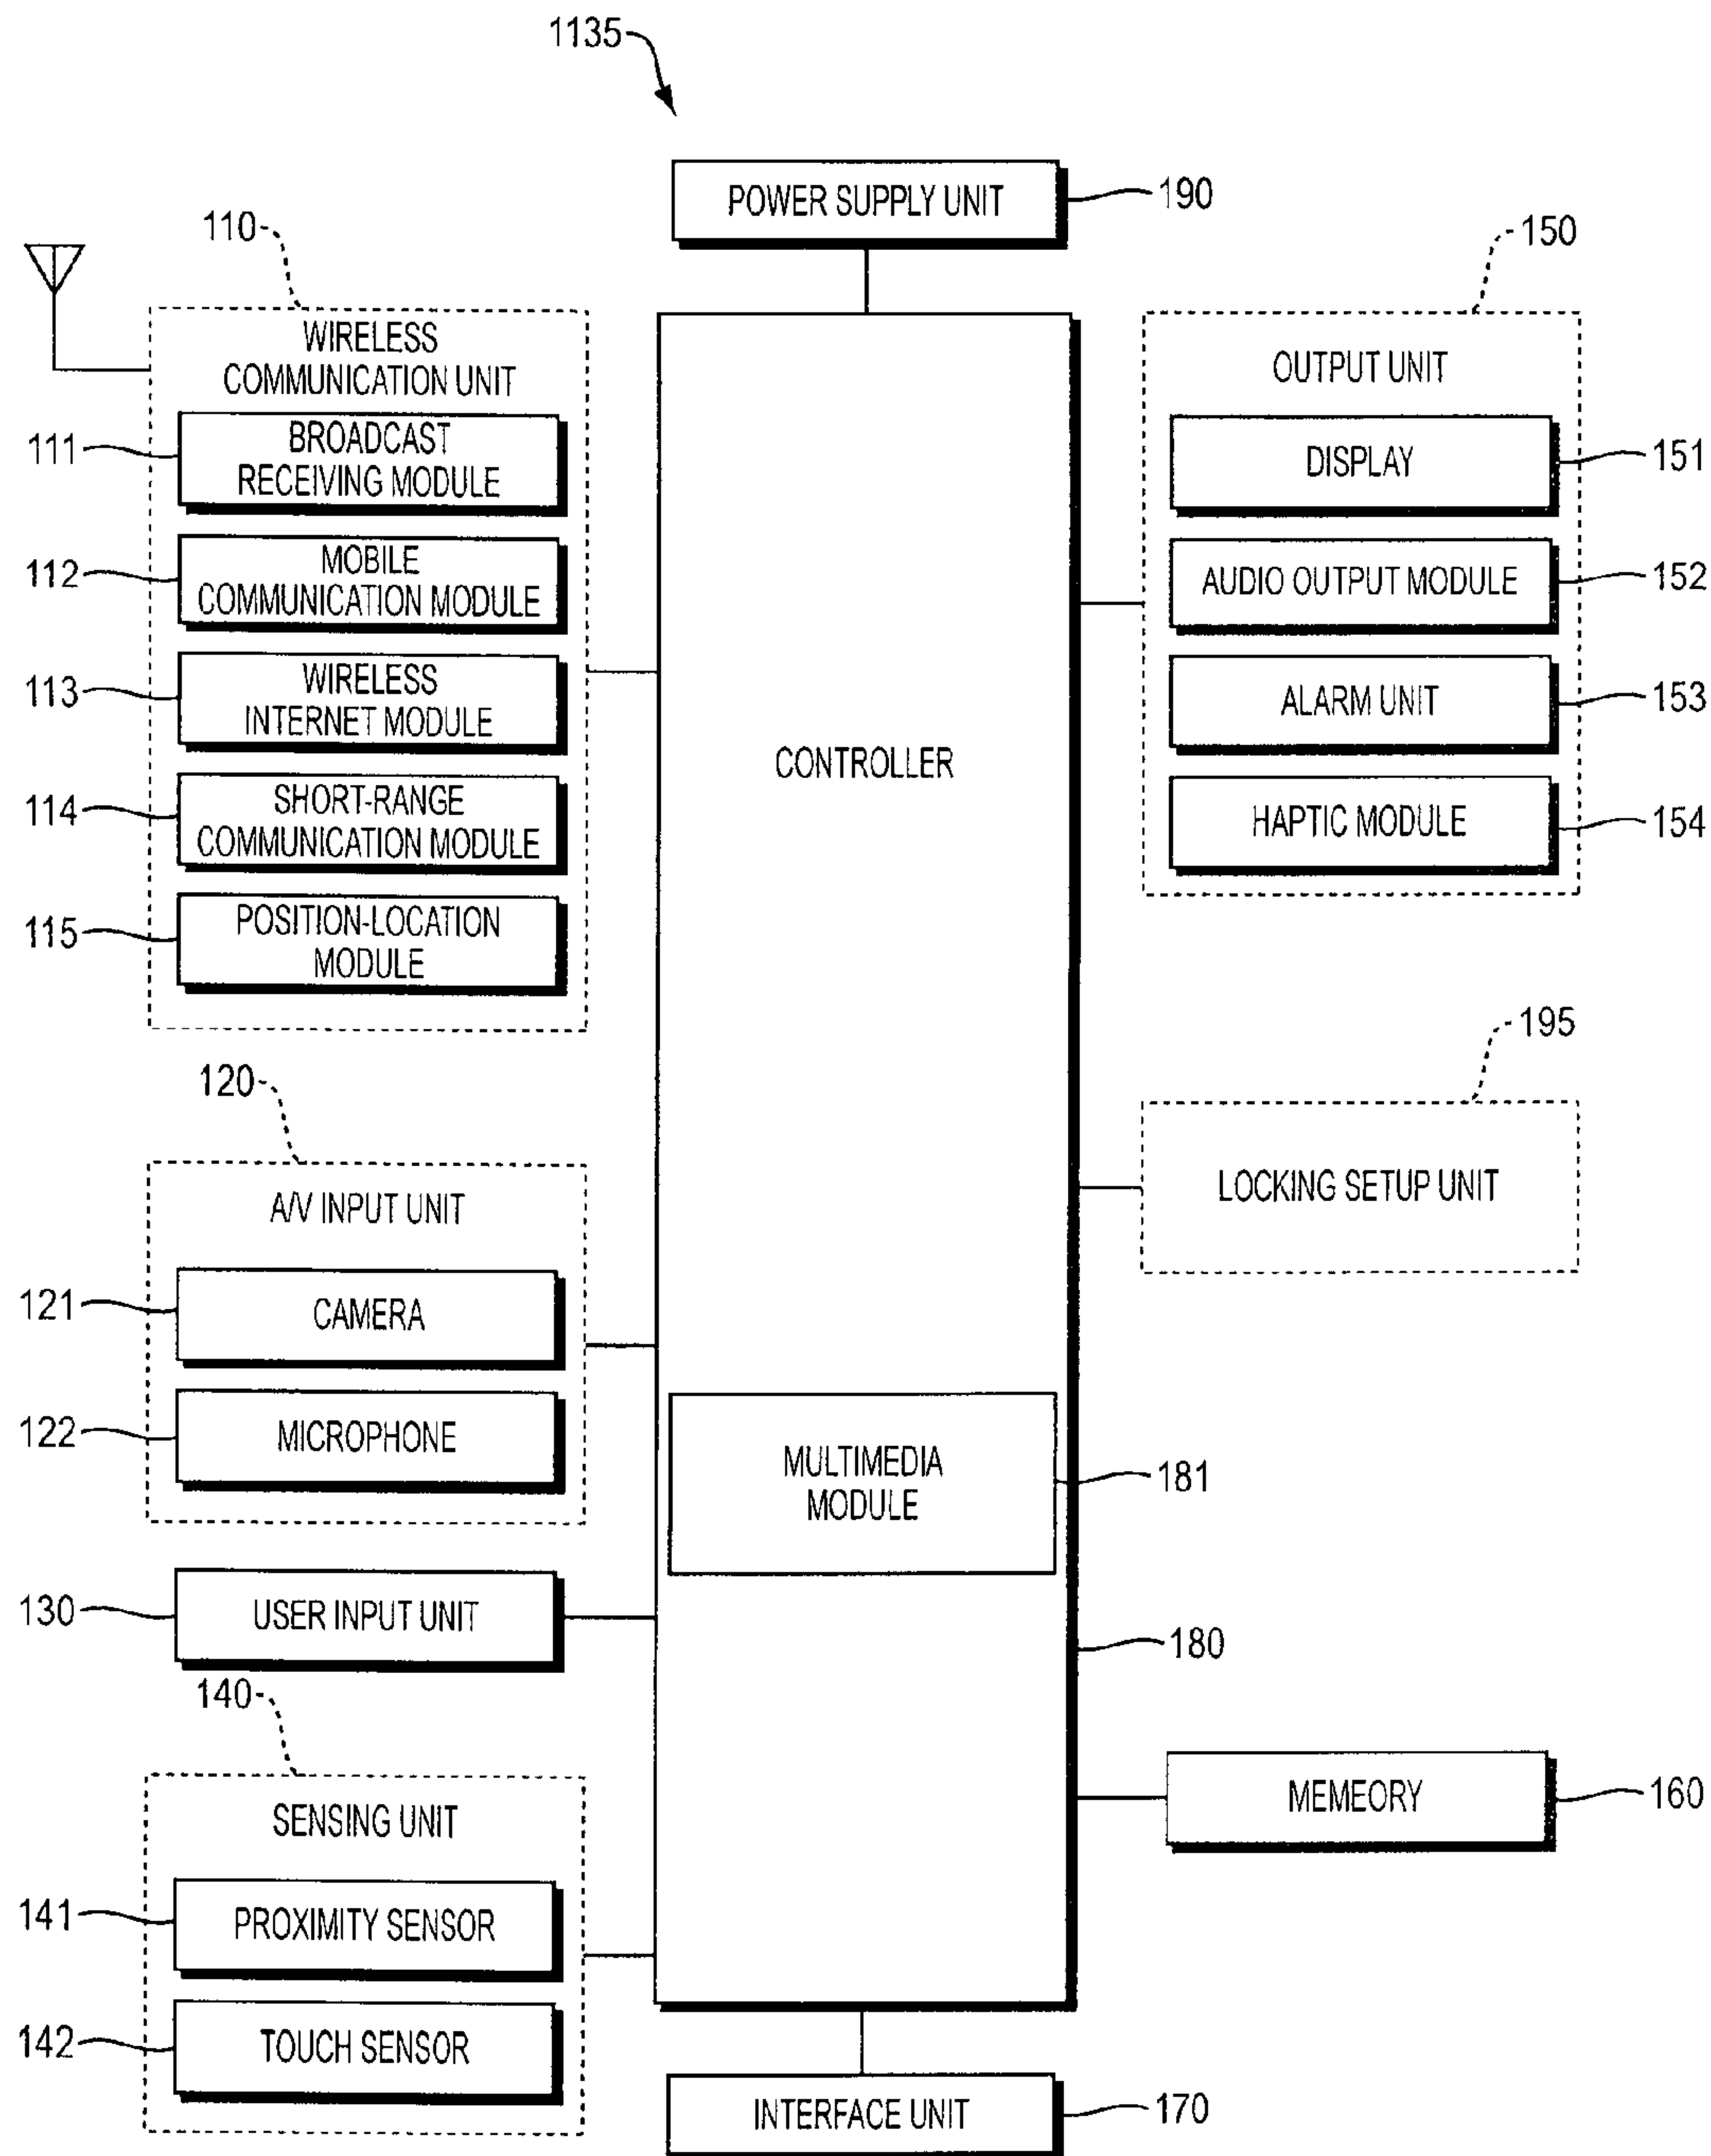 1135
POWER SUPPLY UNIT
190
110
WIRELESS
COMMUNICATION UNIT
111
BROADCAST
RECEIVING MODULE
112
MOBILE
COMMUNICATION MODULE
113
WIRELESS
INTERNET MODULE
114
SHORT-RANGE
COMMUNICATION MODULE
115
POSITION-LOCATION
MODULE
120
A/V INPUT UNIT
121
CAMERA
122
MICROPHONE
130
USER INPUT UNIT
140
SENSING UNIT
141
PROXIMITY SENSOR
142
TOUCH SENSOR
CONTROLLER
MULTIMEDIA
MODULE
181
180
150
OUTPUT UNIT
DISPLAY
151
AUDIO OUTPUT MODULE
152
ALARM UNIT
153
HAPTIC MODULE
154
195
LOCKING SETUP UNIT
MEMEORY
160
INTERFACE UNIT
170